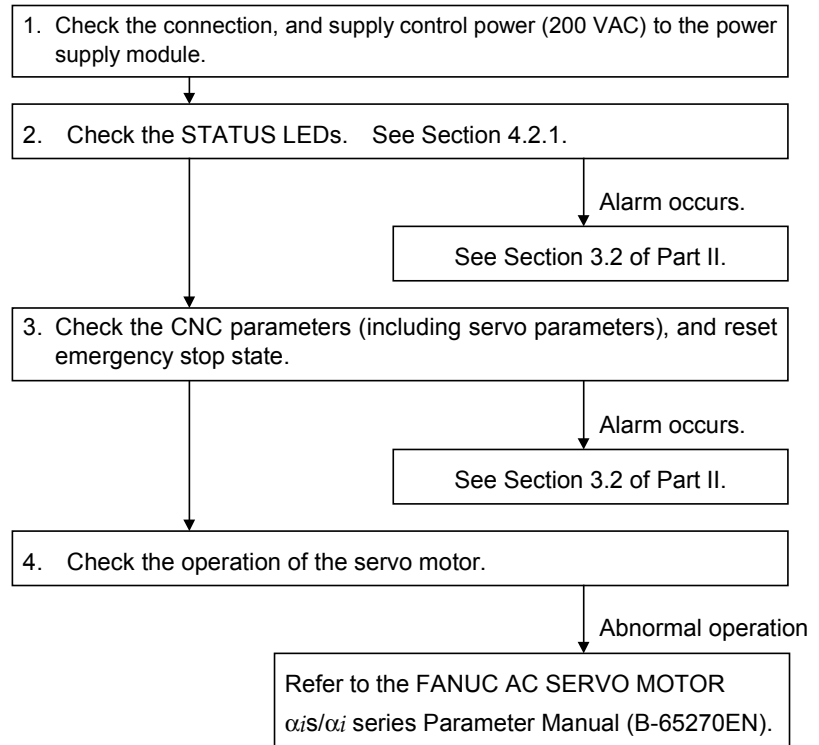 1. Check the connection, and supply control power (200 VAC) to the power
supply module.
2. Check the STATUS LEDs. See Section 4.2.1.
Alarm occurs.
See Section 3.2 of Part II.
3. Check the CNC parameters (including servo parameters), and reset
emergency stop state.
Alarm occurs.
See Section 3.2 of Part II.
4. Check the operation of the servo motor.
Abnormal operation
Refer to the FANUC AC SERVO MOTOR
αis/αi series Parameter Manual (B-65270EN).